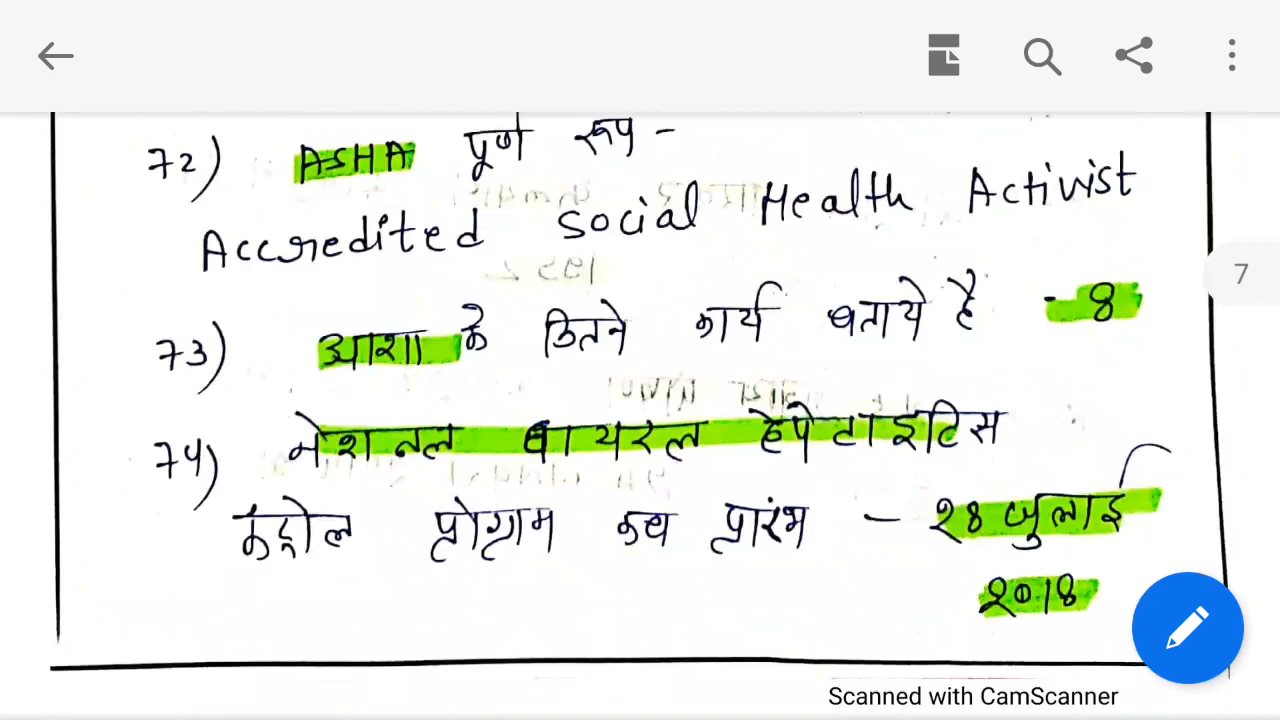 72) ASHA पूर्ण रूप -
Accredited Social Health Activist
7
73) आशा के कितने कार्य बताये है - 8
74) नेशनल वायरल हेपेटाइटिस
कंट्रोल प्रोग्राम कब प्रारंभ - 28 जुलाई
2018
Scanned with CamScanner